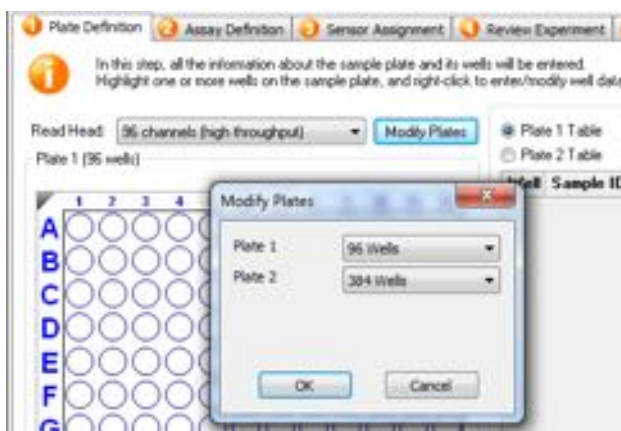 1 Plate Definition 2 Assay Definition 3 Sensor Assignment 4 Review Experiment
In this step, all the information about the sample plate and its wells will be entered.
Highlight one or more wells on the sample plate, and right-click to enter/modify well data
Read Head: 96 channels (high throughput) Modify Plates
Plate 1 Table
Plate 1 (96 wells)
Plate 2 Table
Well Sample ID
1 2 3 4
Modify Plates
A
Plate 1 96 Wells
B
Plate 2 384 Wells
C
D
E
OK Cancel
F
G